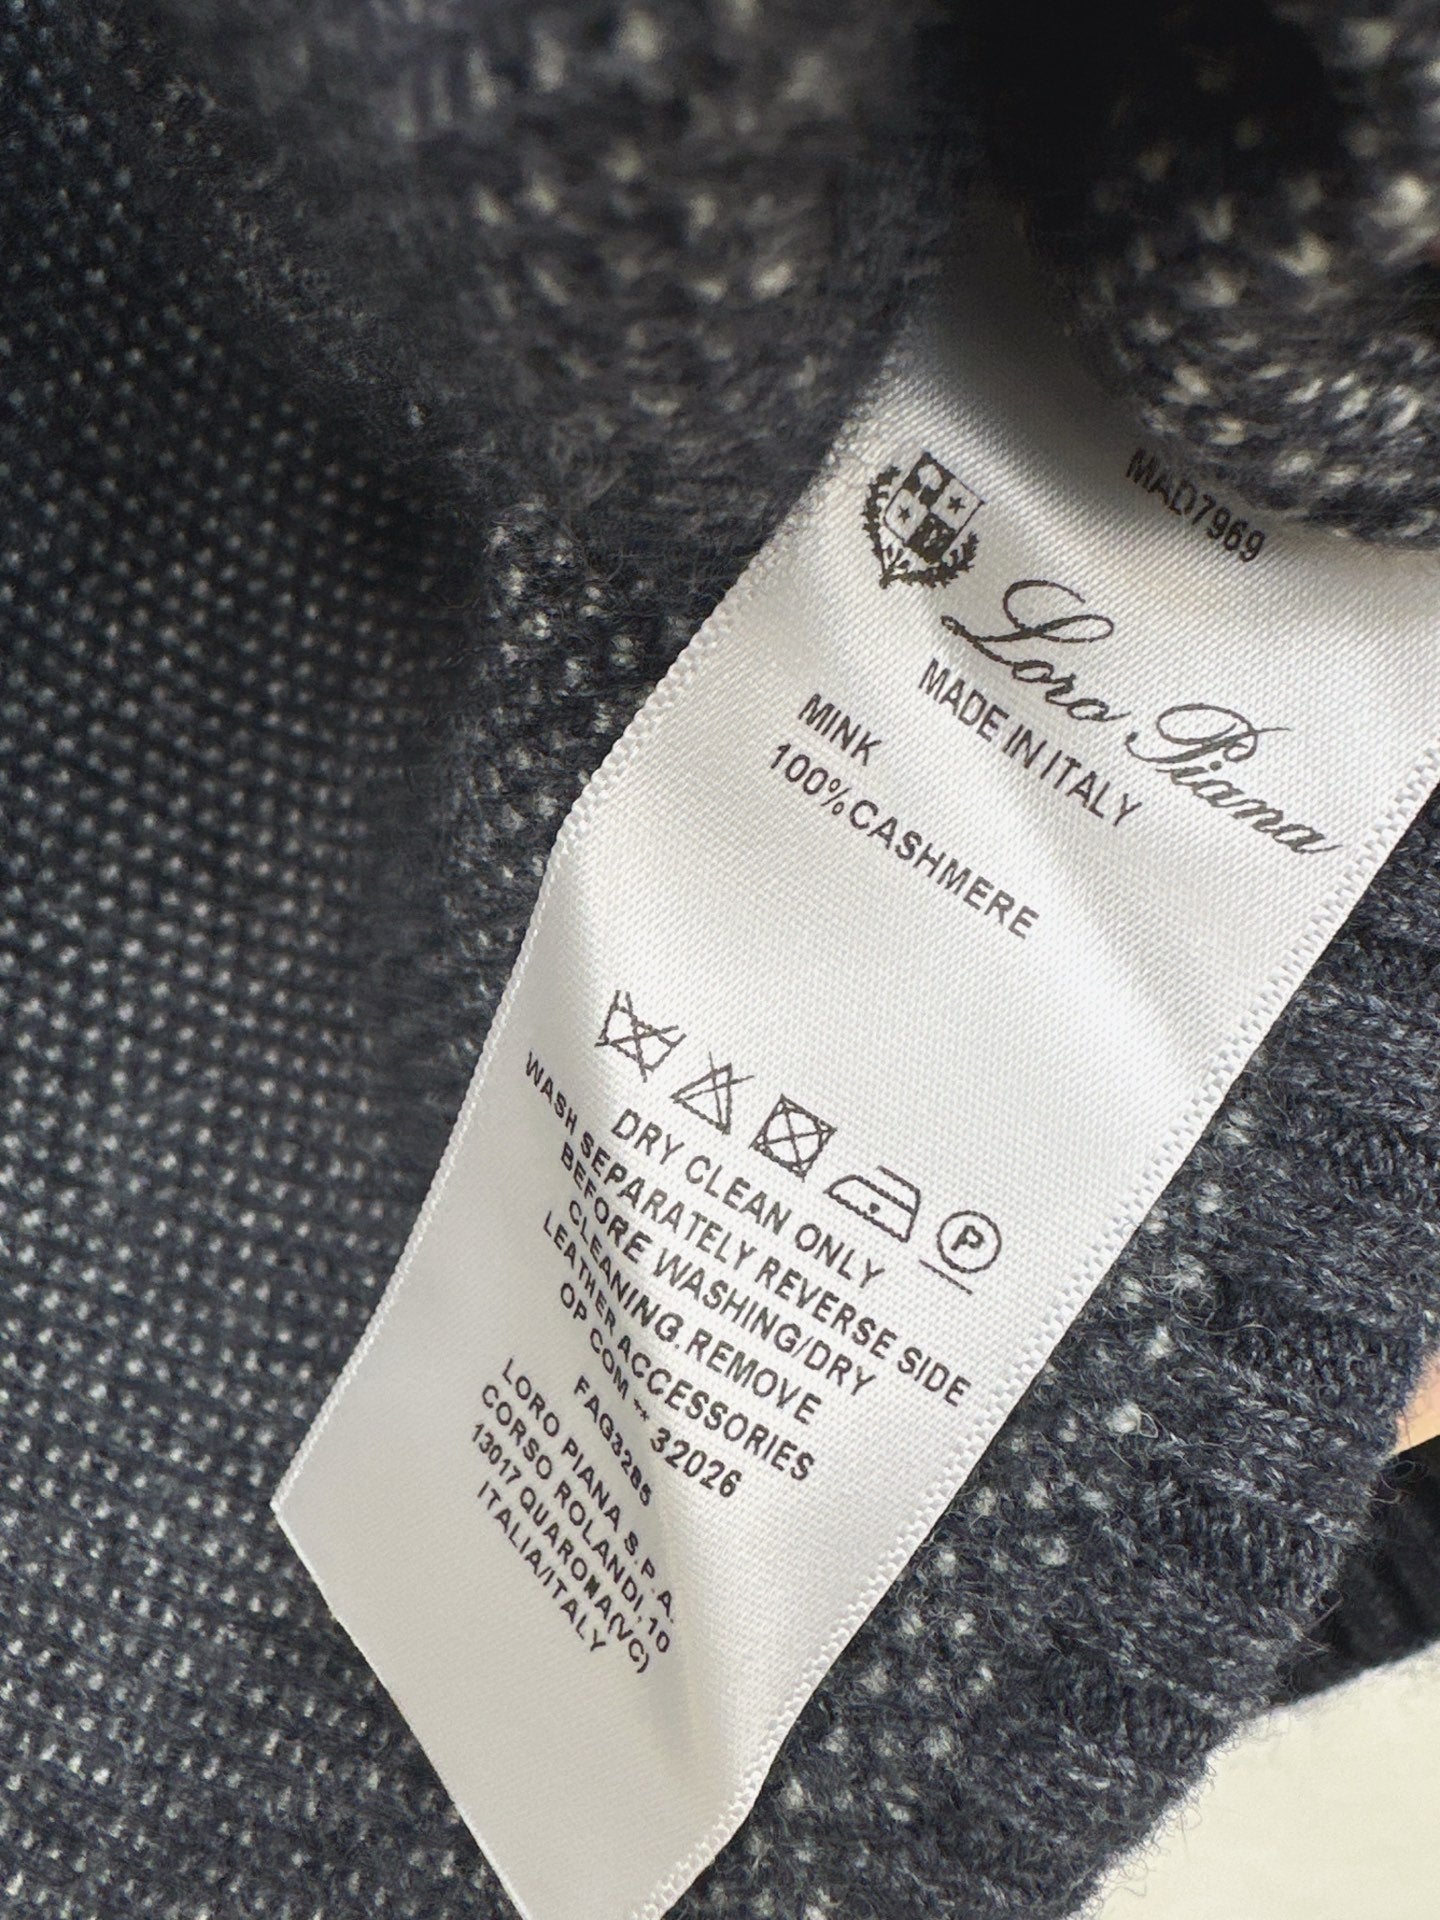 MAD7969
Loro Piana
MADE IN ITALY
MINK
100%CASHMERE
P
DRY CLEAN ONLY
WASH SEPARATELY REVERSE SIDE
BEFORE WASHING/DRY
CLEANING.REMOVE
LEATHER ACCESSORIES
OP COM ** 32026
FAG3285
LORO PIANA S.P.A.
CORSO ROLANDI,10
13017 QUARONA(VC)
ITALIA/ITALY